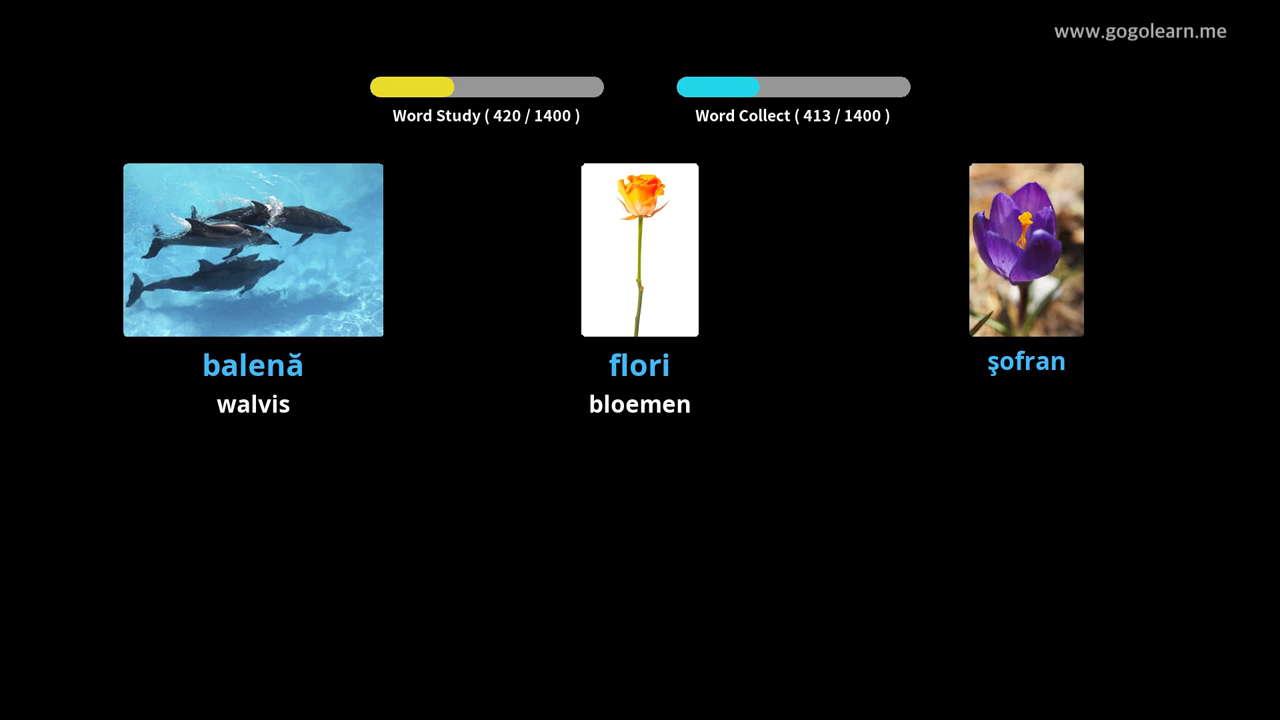 www.gogolearn.me
Word Study ( 420 / 1400 )
Word Collect ( 413 / 1400 )
balenă
flori
şofran
walvis
bloemen